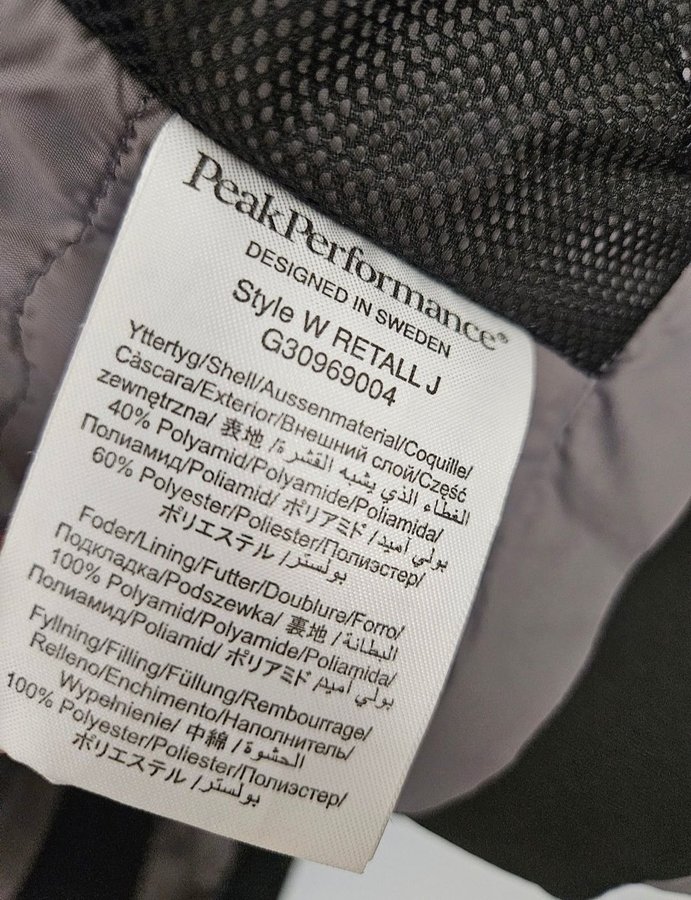 PeakPerformance®
DESIGNED IN SWEDEN
Style W RETALL J
G30969004
Yttertyg/Shell/Aussenmaterial/Coquille/
Càscara/Exterior/Внешний слой/Część
zewnętrzna/ 表地 /الغطاء الذي يشبه القشرة
40% Polyamid/Polyamide/Poliamida/
Полиамид/Poliamid/ ポリアミド /بولي أميد
60% Polyester/Poliester/Полиэстер/
ポリエステル /بولستر
Foder/Lining/Futter/Doublure/Forro/
Подкладка/Podszewka/ 裏地 /البطانة
100% Polyamid/Polyamide/Poliamida/
Полиамид/Poliamid/ ポリアミド /بولي أميد
Fyllning/Filling/Füllung/Rembourrage/
Relleno/Enchimento/Наполнитель/
Wypełnienie/ 中綿 /الحشوة
100% Polyester/Poliester/Полиэстер/
ポリエステル /بولستر